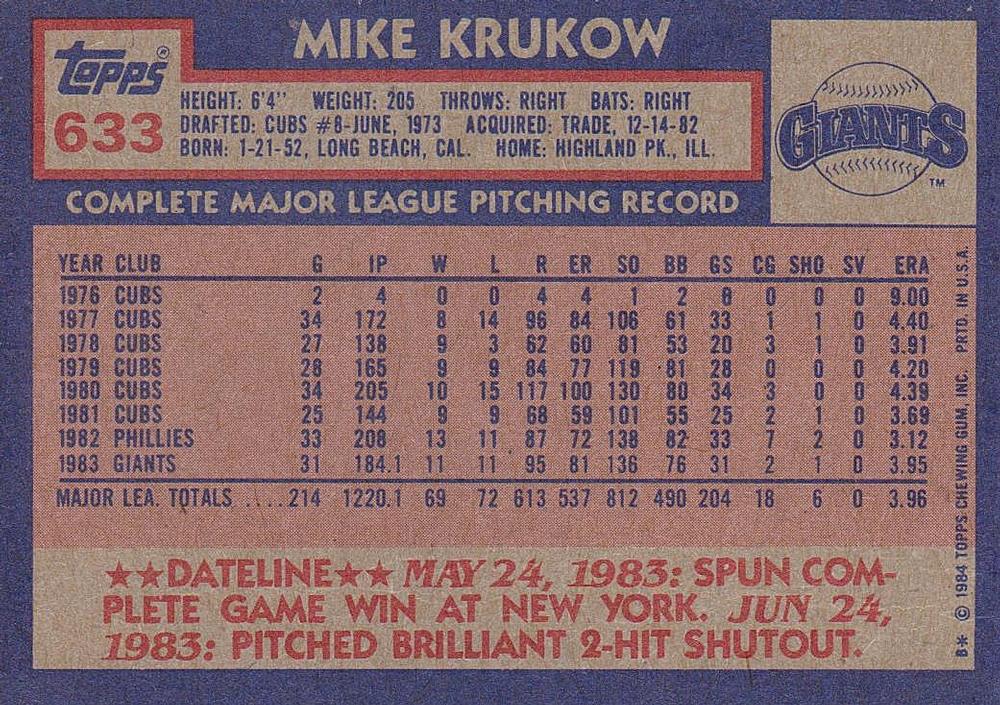 MIKE KRUKOW
Topps®
633
HEIGHT: 6'4" WEIGHT: 205 THROWS: RIGHT BATS: RIGHT
DRAFTED: CUBS #8-JUNE, 1973 ACQUIRED: TRADE, 12-14-82
BORN: 1-21-52, LONG BEACH, CAL. HOME: HIGHLAND PK., ILL.
GIANTS
TM
COMPLETE MAJOR LEAGUE PITCHING RECORD
YEAR CLUB G IP W L R ER SO BB GS CG SHO SV ERA
1976 CUBS 2 4 0 0 4 4 1 2 0 0 0 0 9.00
1977 CUBS 34 172 8 14 96 84 106 61 33 1 1 0 4.40
1978 CUBS 27 138 9 3 62 60 81 53 20 3 1 0 3.91
1979 CUBS 28 165 9 9 84 77 119 81 28 0 0 0 4.20
1980 CUBS 34 205 10 15 117 100 130 80 34 3 0 0 4.39
1981 CUBS 25 144 9 9 68 59 101 55 25 2 1 0 3.69
1982 PHILLIES 33 208 13 11 87 72 138 82 33 7 2 0 3.12
1983 GIANTS 31 184.1 11 11 95 81 136 76 31 2 1 0 3.95
MAJOR LEA. TOTALS ....214 1220.1 69 72 613 537 812 490 204 18 6 0 3.96
★★DATELINE★★ MAY 24, 1983: SPUN COM-
PLETE GAME WIN AT NEW YORK. JUN 24,
1983: PITCHED BRILLIANT 2-HIT SHUTOUT.
B* © 1984 TOPPS CHEWING GUM, INC. PRTD. IN U.S.A.